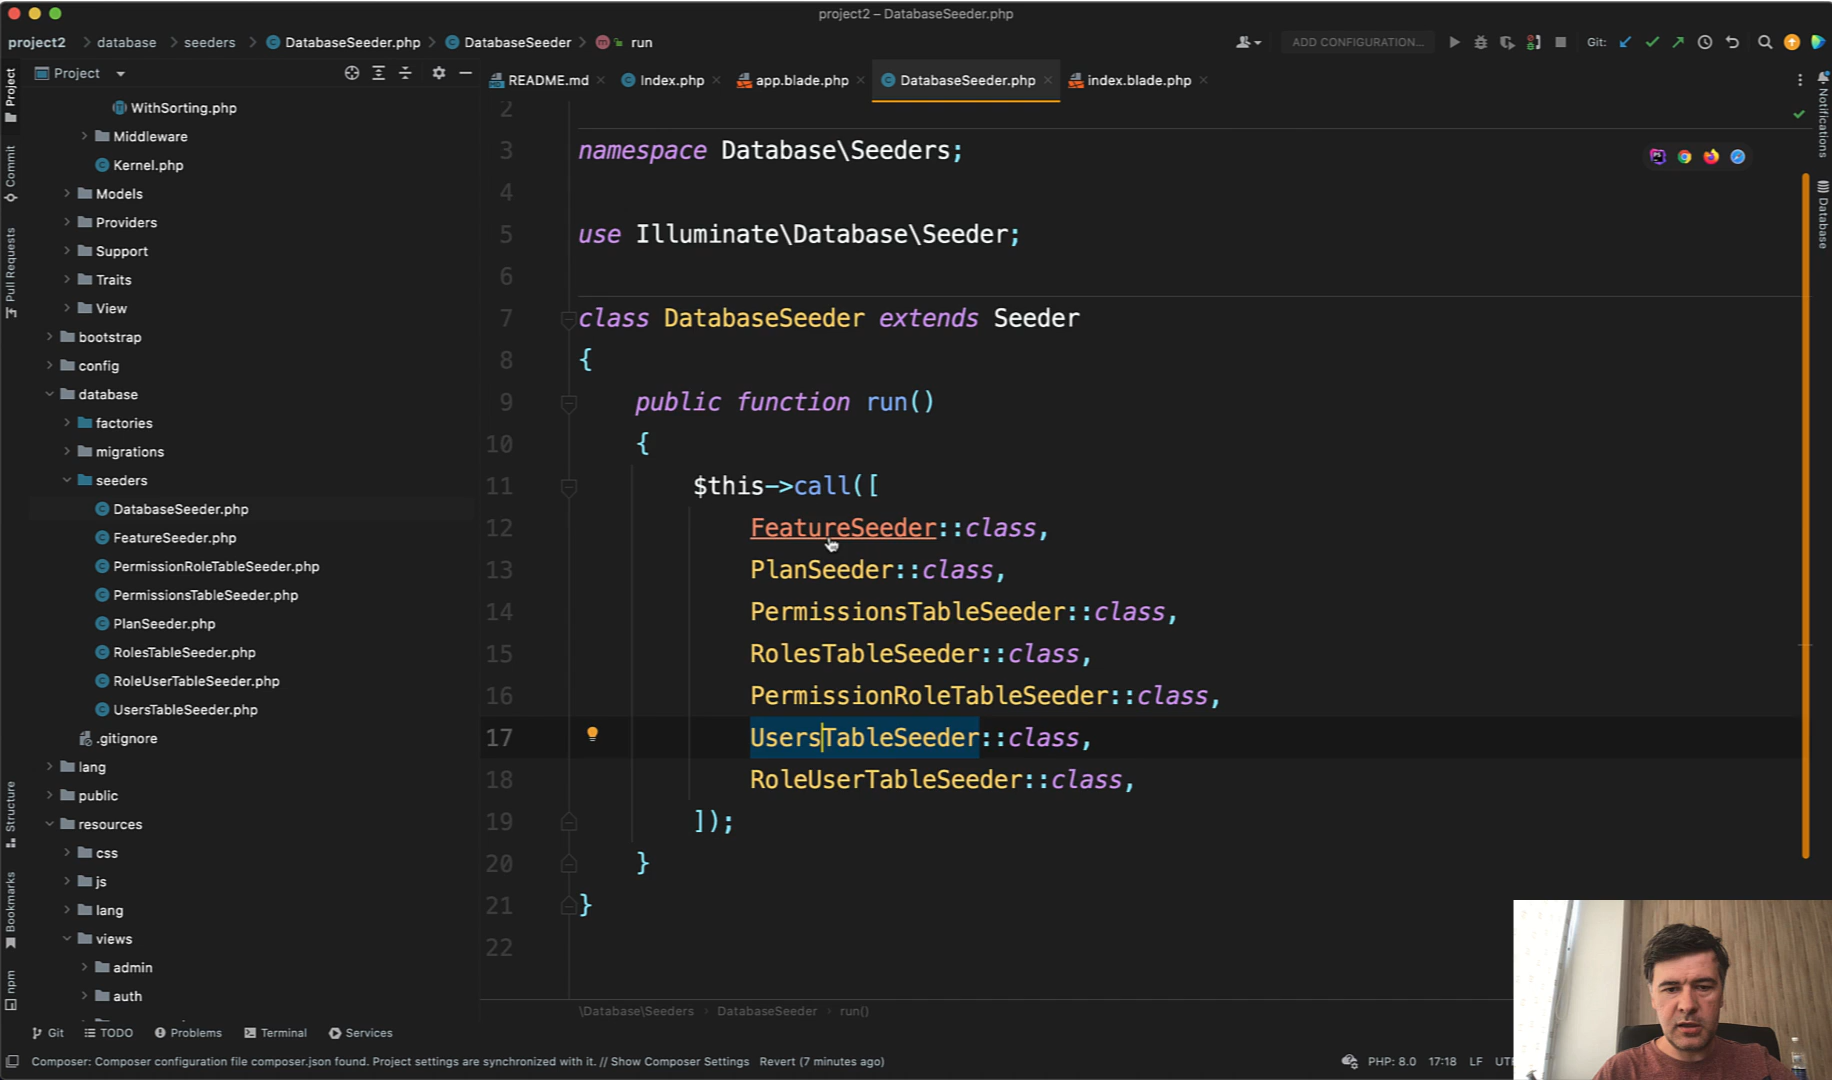 project2 – DatabaseSeeder.php
project2 database seeders DatabaseSeeder.php DatabaseSeeder run
ADD CONFIGURATION... Git:
Project
README.md Index.php app.blade.php DatabaseSeeder.php index.blade.php
Project
Commit
Pull Requests
Structure
Bookmarks
npm
WithSorting.php
Middleware
Kernel.php
Models
Providers
Support
Traits
View
bootstrap
config
database
factories
migrations
seeders
DatabaseSeeder.php
FeatureSeeder.php
PermissionRoleTableSeeder.php
PermissionsTableSeeder.php
PlanSeeder.php
RolesTableSeeder.php
RoleUserTableSeeder.php
UsersTableSeeder.php
.gitignore
lang
public
resources
css
js
lang
views
admin
auth
2
3 namespace Database\Seeders;
4
5 use Illuminate\Database\Seeder;
6
7 class DatabaseSeeder extends Seeder
8 {
9 public function run()
10 {
11 $this->call([
12 FeatureSeeder::class,
13 PlanSeeder::class,
14 PermissionsTableSeeder::class,
15 RolesTableSeeder::class,
16 PermissionRoleTableSeeder::class,
17 UsersTableSeeder::class,
18 RoleUserTableSeeder::class,
19 ]);
20 }
21 }
22
Notifications
Database
\Database\Seeders DatabaseSeeder run()
Git TODO Problems Terminal Services
Composer: Composer configuration file composer.json found. Project settings are synchronized with it. // Show Composer Settings Revert (7 minutes ago)
PHP: 8.0 17:18 LF